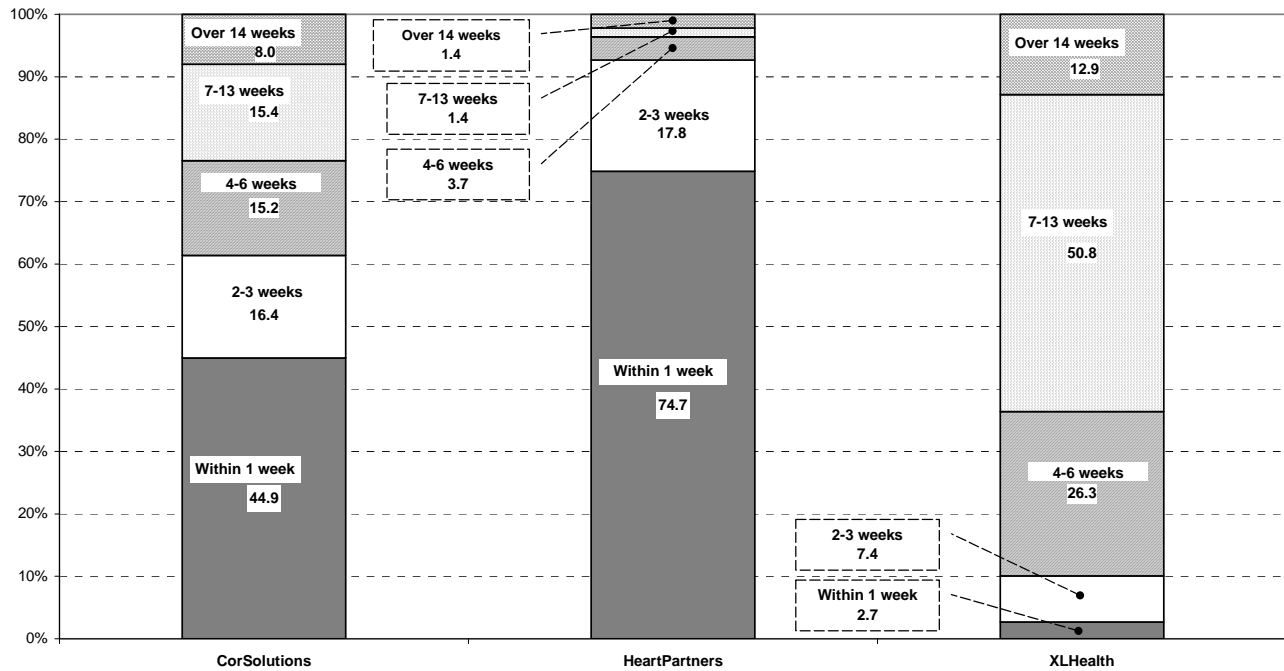 100%
90%
80%
70%
60%
50%
40%
30%
20%
10%
0%
Over 14 weeks
8.0
7-13 weeks
15.4
4-6 weeks
15.2
2-3 weeks
16.4
Within 1 week
44.9
Over 14 weeks
1.4
7-13 weeks
1.4
4-6 weeks
3.7
2-3 weeks
17.8
Within 1 week
74.7
Over 14 weeks
12.9
7-13 weeks
50.8
4-6 weeks
26.3
2-3 weeks
7.4
Within 1 week
2.7
CorSolutions
HeartPartners
XLHealth